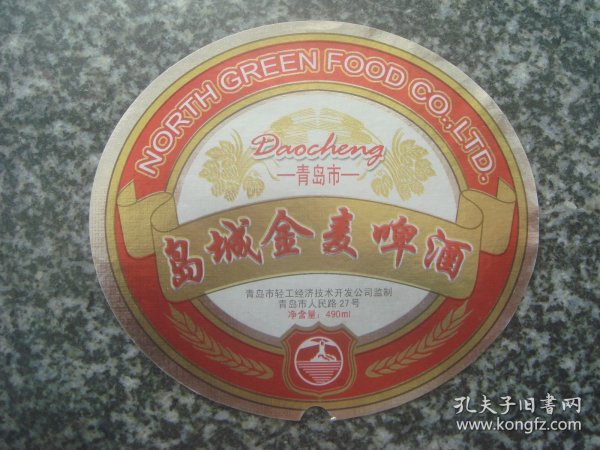 NORTH GREEN FOOD CO.,LTD.
Daocheng
—青岛市—
岛城金麦啤酒
青岛市轻工经济技术开发公司监制
青岛市人民路27号
净含量：490ml
孔夫子旧书网
www.kongfz.com